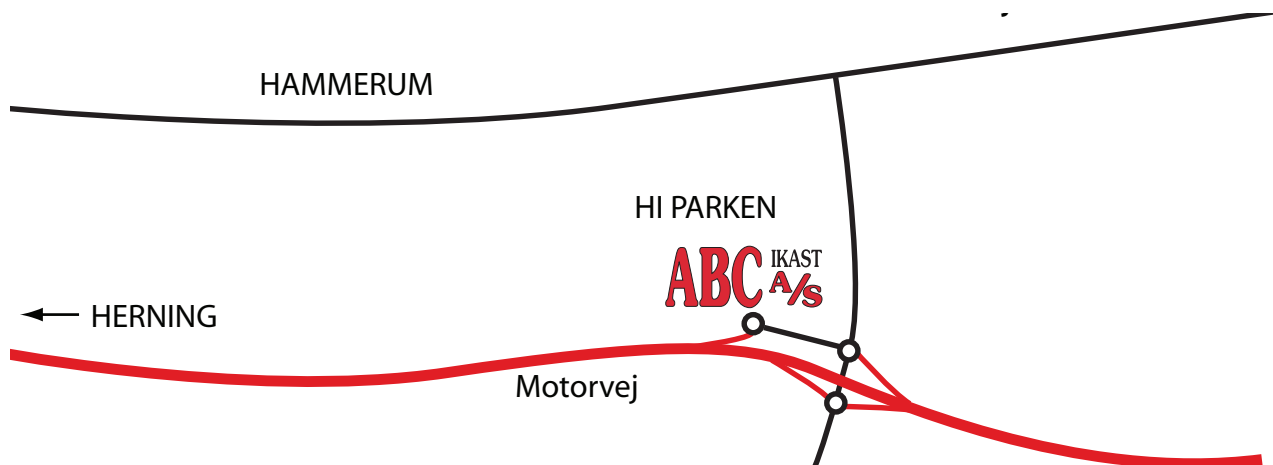 HAMMERUM
HI PARKEN
ABC IKAST A/S
HERNING
Motorvej